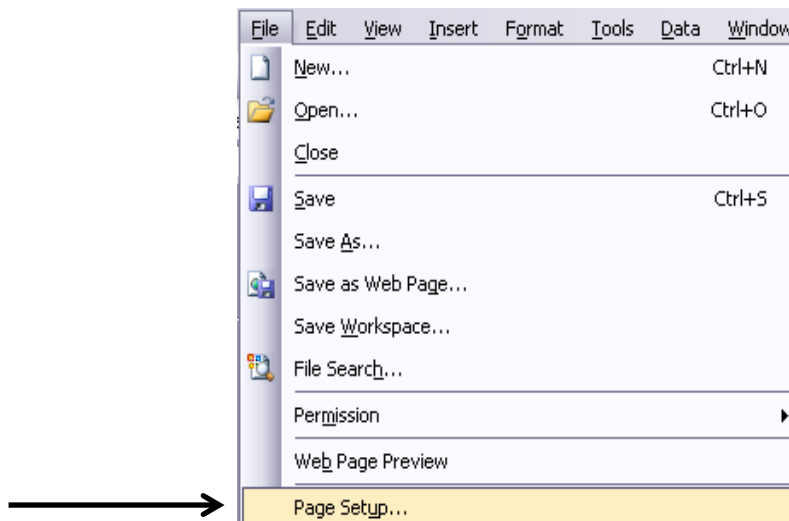 File Edit View Insert Format Tools Data Window
New... Ctrl+N
Open... Ctrl+O
Close
Save Ctrl+S
Save As...
Save as Web Page...
Save Workspace...
File Search...
Permission
Web Page Preview
Page Setup...